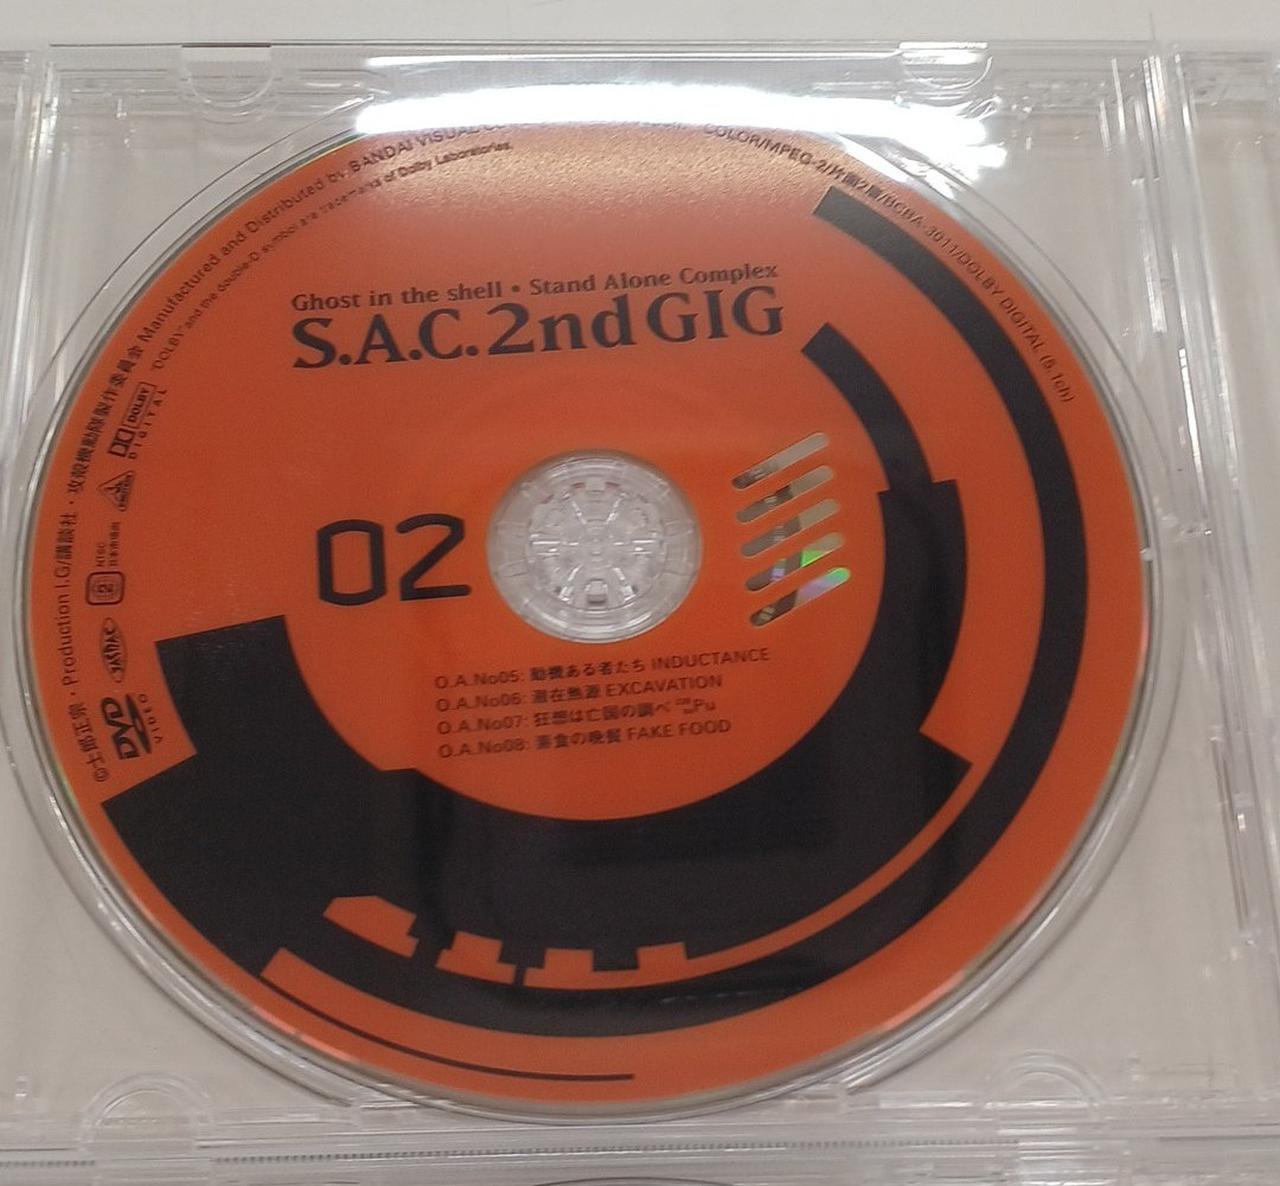 ©士郎正宗・Production I.G/講談社・攻殻機動隊製作委員会 Manufactured and Distributed by BANDAI VISUAL
"DOLBY" and the double-D symbol are trademarks of Dolby Laboratories.
COLOR/MPEG-2/片面2層/BCBA-3011/DOLBY DIGITAL (5.1ch)
DOLBY
DIGITAL
NTSC
2
JASRAC
DVD
VIDEO
Ghost in the shell • Stand Alone Complex
S.A.C. 2nd GIG
02
O.A.No05: 動機ある者たち INDUCTANCE
O.A.No06: 潜在熱源 EXCAVATION
O.A.No07: 狂想は亡国の調べ Pu
O.A.No08: 素食の晩餐 FAKE FOOD